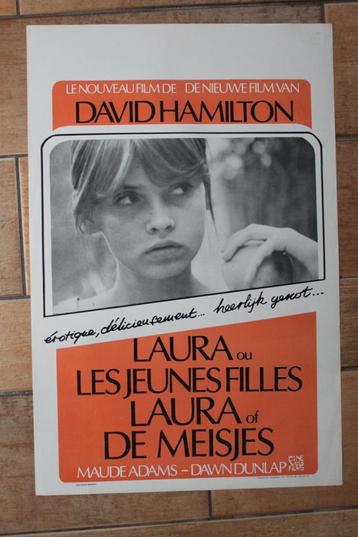 LE NOUVEAU FILM DE DE NIEUWE FILM VAN
DAVID HAMILTON
érotique, délicieusement... heerlijk genot...
LAURA ou
LES JEUNES FILLES
LAURA of
DE MEISJES
MAUDE ADAMS - DAWN DUNLAP